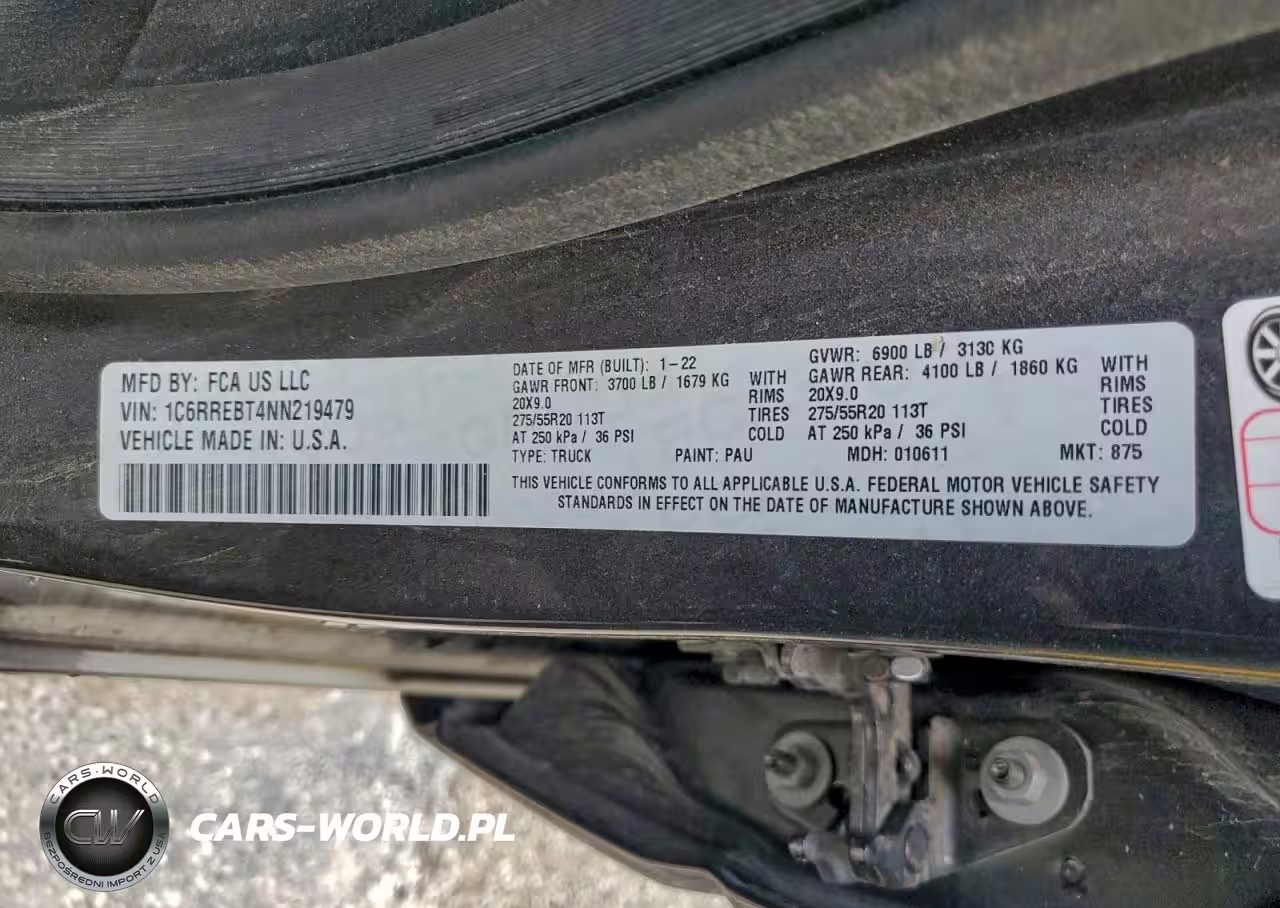 MFD BY: FCA US LLC
VIN: 1C6RREBT4NN219479
VEHICLE MADE IN: U.S.A.
DATE OF MFR (BUILT): 1-22
GAWR FRONT: 3700 LB / 1679 KG WITH
20X9.0 RIMS
275/55R20 113T TIRES
AT 250 kPa / 36 PSI COLD
GVWR: 6900 LB / 3130 KG
GAWR REAR: 4100 LB / 1860 KG WITH
20X9.0 RIMS
275/55R20 113T TIRES
AT 250 kPa / 36 PSI COLD
TYPE: TRUCK PAINT: PAU MDH: 010611 MKT: 875
THIS VEHICLE CONFORMS TO ALL APPLICABLE U.S.A. FEDERAL MOTOR VEHICLE SAFETY
STANDARDS IN EFFECT ON THE DATE OF MANUFACTURE SHOWN ABOVE.
CARS-WORLD
CW
BEZPOŚREDNI IMPORT Z USA
CARS-WORLD.PL